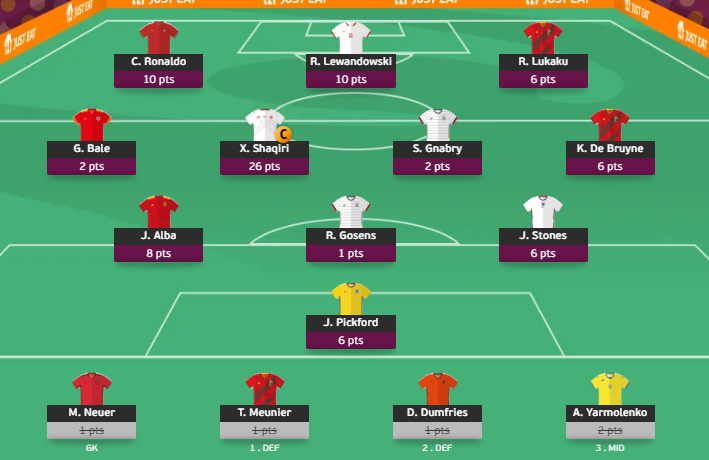 JUST EAT
JUST EAT
JUST EAT
JUST EAT
C. Ronaldo
10 pts
R. Lewandowski
10 pts
R. Lukaku
6 pts
G. Bale
2 pts
C
X. Shaqiri
26 pts
S. Gnabry
2 pts
K. De Bruyne
6 pts
J. Alba
8 pts
R. Gosens
1 pts
J. Stones
6 pts
J. Pickford
6 pts
M. Neuer
1 pts
GK
T. Meunier
1 pts
1. DEF
D. Dumfries
1 pts
2. DEF
A. Yarmolenko
2 pts
3. MID